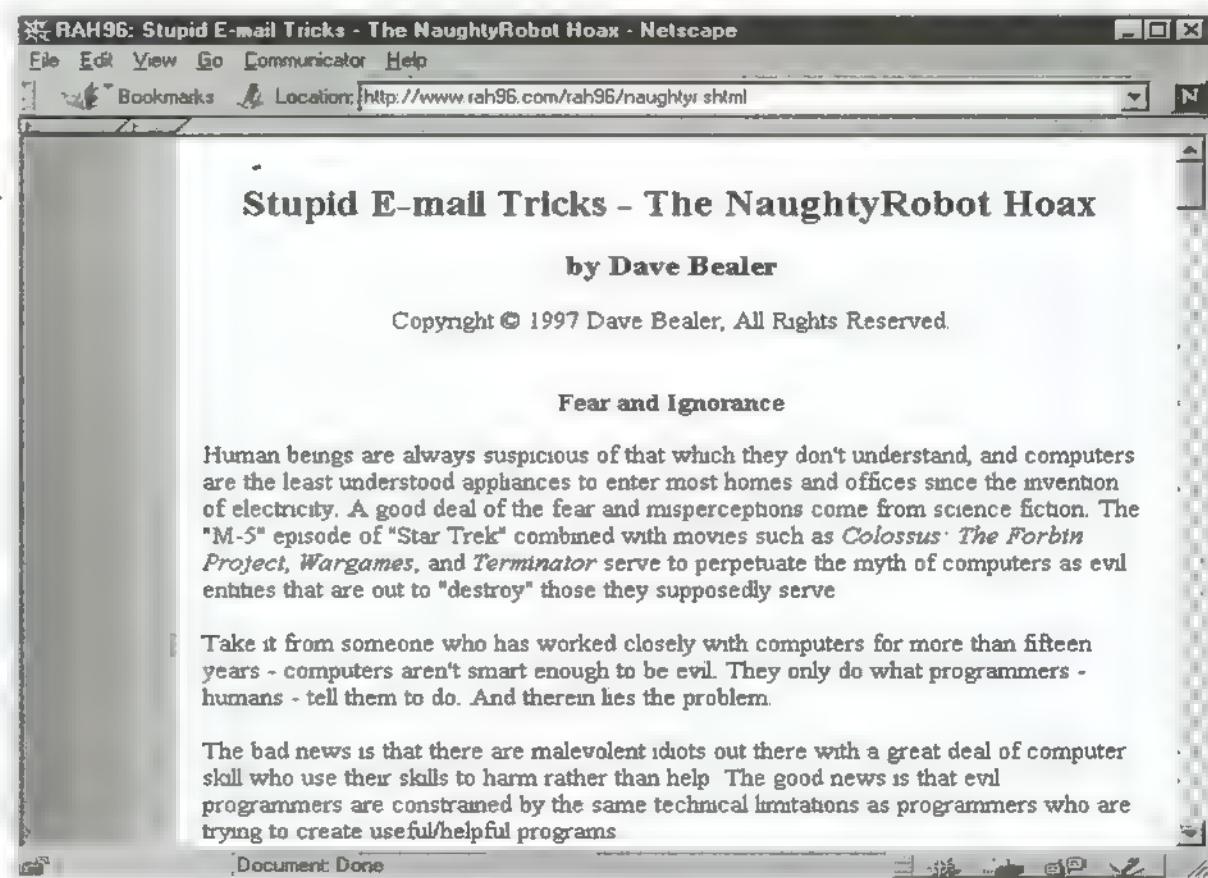 RAH96: Stupid E-mail Tricks - The NaughtyRobot Hoax - Netscape
File Edit View Go Communicator Help
Bookmarks Location: http://www.rah96.com/rah96/naughtyr.shtml
Stupid E-mail Tricks - The NaughtyRobot Hoax
by Dave Bealer
Copyright © 1997 Dave Bealer, All Rights Reserved.
Fear and Ignorance
Human beings are always suspicious of that which they don't understand, and computers
are the least understood appliances to enter most homes and offices since the invention
of electricity. A good deal of the fear and misperceptions come from science fiction. The
"M-5" episode of "Star Trek" combined with movies such as Colossus: The Forbin
Project, Wargames, and Terminator serve to perpetuate the myth of computers as evil
entities that are out to "destroy" those they supposedly serve
Take it from someone who has worked closely with computers for more than fifteen
years - computers aren't smart enough to be evil. They only do what programmers -
humans - tell them to do. And therein lies the problem.
The bad news is that there are malevolent idiots out there with a great deal of computer
skill who use their skills to harm rather than help The good news is that evil
programmers are constrained by the same technical limitations as programmers who are
trying to create useful/helpful programs
Document: Done